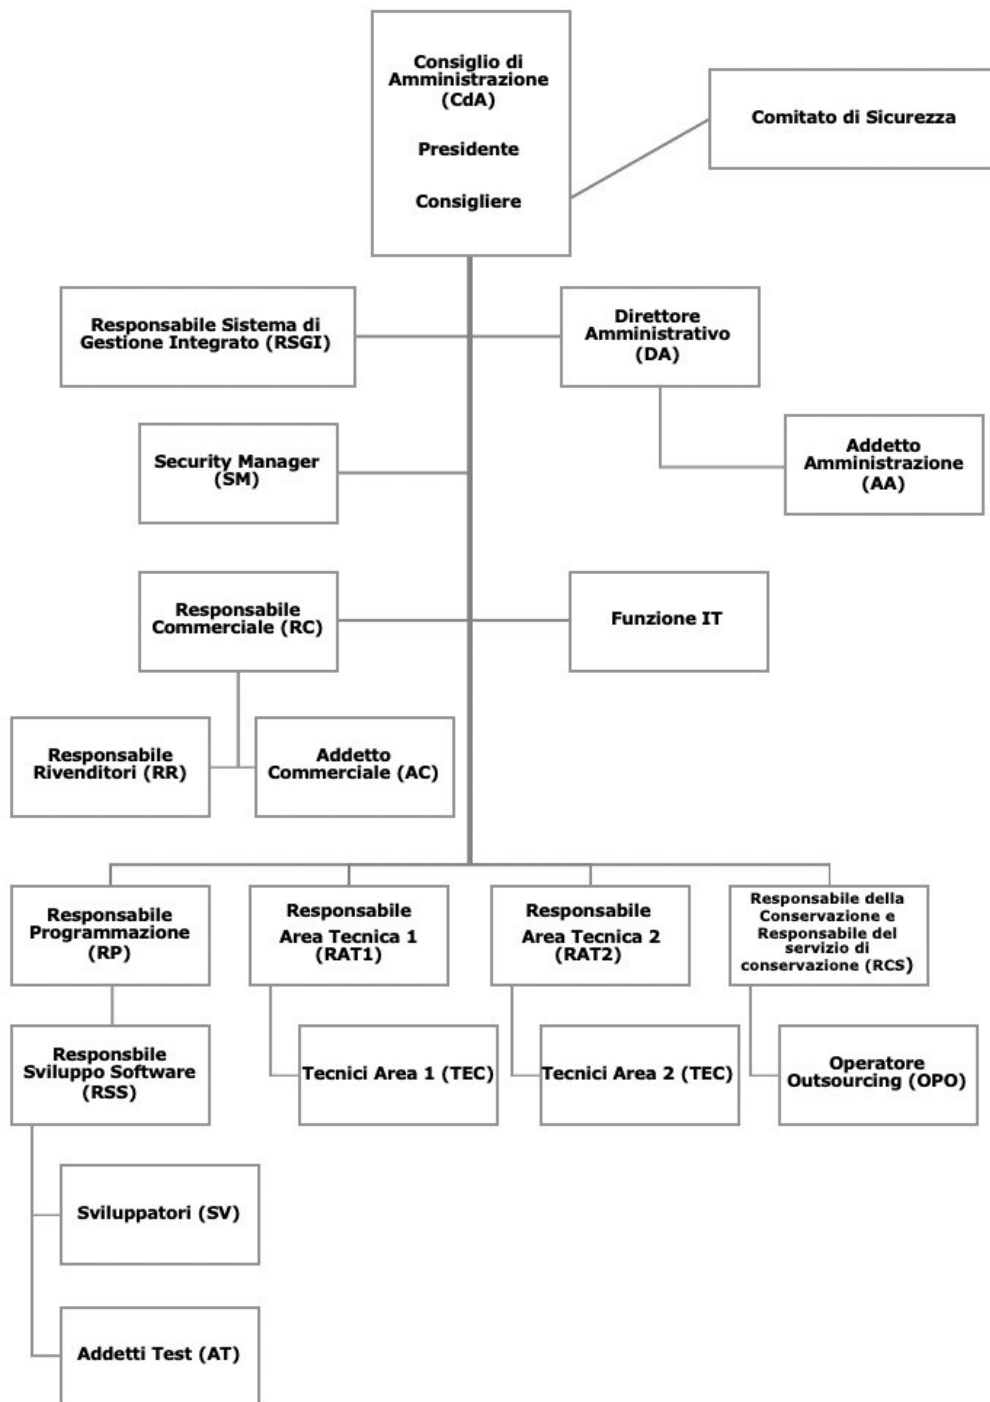 Consiglio di
Amministrazione
(CdA)
Presidente
Consigliere
Comitato di Sicurezza
Responsabile Sistema di
Gestione Integrato (RSGI)
Direttore
Amministrativo
(DA)
Security Manager
(SM)
Addetto
Amministrazione
(AA)
Responsabile
Commerciale (RC)
Funzione IT
Responsabile
Rivenditori (RR)
Addetto
Commerciale (AC)
Responsabile
Programmazione
(RP)
Responsabile
Area Tecnica 1
(RAT1)
Responsabile
Area Tecnica 2
(RAT2)
Responsabile della
Conservazione e
Responsabile del
servizio di
conservazione (RCS)
Responsbile
Sviluppo Software
(RSS)
Tecnici Area 1 (TEC)
Tecnici Area 2 (TEC)
Operatore
Outsourcing (OPO)
Sviluppatori (SV)
Addetti Test (AT)